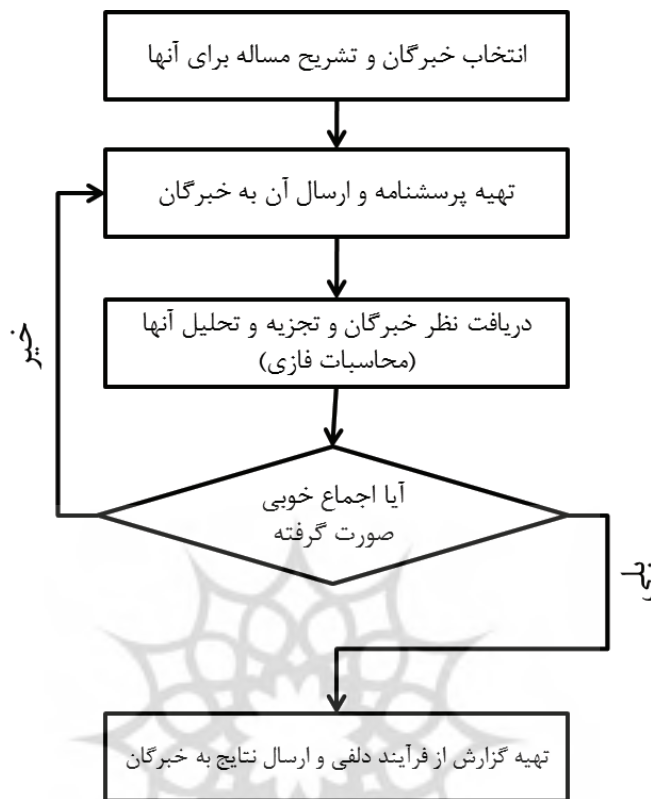 انتخاب خبرگان و تشریح مساله برای آنها
تهیه پرسشنامه و ارسال آن به خبرگان
دریافت نظر خبرگان و تجزیه و تحلیل آنها
(محاسبات فازی)
خیر
آیا اجماع خوبی
صورت گرفته
بلی
تهیه گزارش از فرآیند دلفی و ارسال نتایج به خبرگان